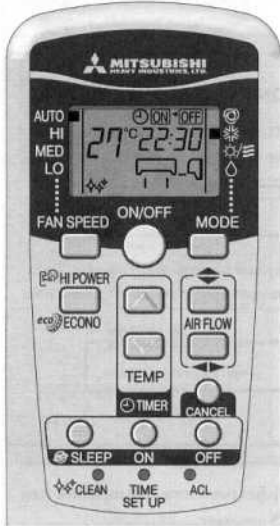 MITSUBISHI
HEAVY INDUSTRIES, LTD.
AUTO
HI
MED
LO
ON OFF
27°C 22:30
FAN SPEED
ON/OFF
MODE
HI POWER
eco ECONO
AIR FLOW
TEMP
TIMER
CANCEL
SLEEP ON OFF
CLEAN TIME SET UP ACL